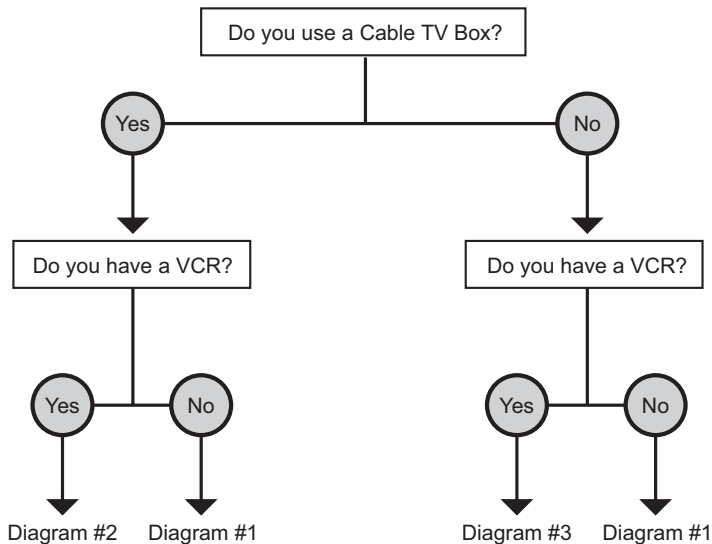 Do you use a Cable TV Box?
Yes
No
Do you have a VCR?
Do you have a VCR?
Yes
No
Yes
No
Diagram #2
Diagram #1
Diagram #3
Diagram #1